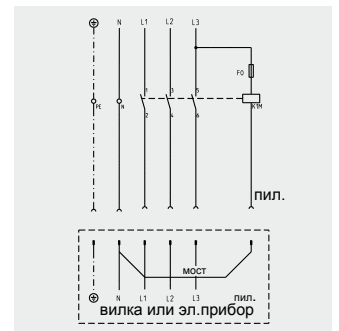 N L1 L2 L3
F0
1 3 5
PE N K1M
2 4 6
пил.
мост
N L1 L2 L3 пил.
вилка или эл.прибор